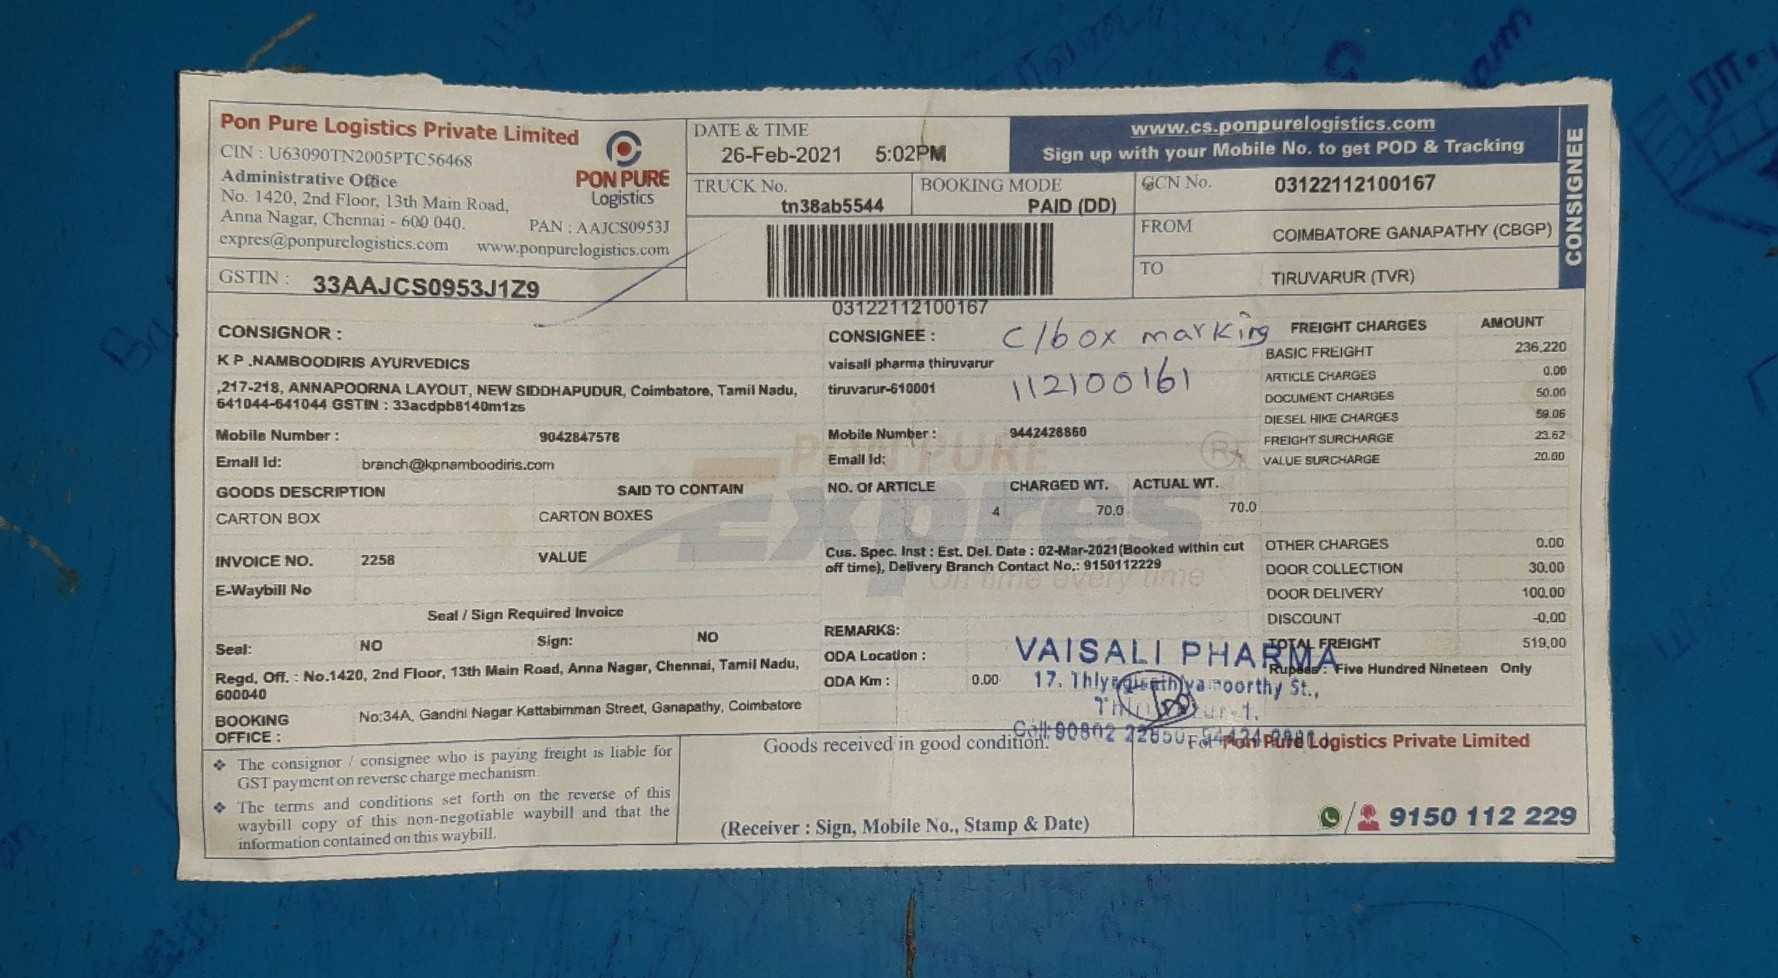 Pon Pure Logistics Private Limited
CIN : U63090TN2005PTC56468
Administrative Office
No. 1420, 2nd Floor, 13th Main Road,
Anna Nagar, Chennai - 600 040.
PAN : AAJCS0953J
expres@ponpurelogistics.com www.ponpurelogistics.com
PON PURE
Logistics
GSTIN : 33AAJCS0953J1Z9
DATE & TIME
26-Feb-2021 5:02PM
TRUCK No.
tn38ab5544
BOOKING MODE
PAID (DD)
03122112100167
www.cs.ponpurelogistics.com
Sign up with your Mobile No. to get POD & Tracking
GCN No. 03122112100167
FROM COIMBATORE GANAPATHY (CBGP)
TO TIRUVARUR (TVR)
CONSIGNEE
CONSIGNOR :
K P .NAMBOODIRIS AYURVEDICS
,217-218, ANNAPOORNA LAYOUT, NEW SIDDHAPUDUR, Coimbatore, Tamil Nadu,
641044-641044 GSTIN : 33acdpb8140m1zs
Mobile Number : 9042847578
Email Id: branch@kpnamboodiris.com
CONSIGNEE :
vaisali pharma thiruvarur
tiruvarur-610001
c/box marking
112100161
Mobile Number : 9442428860
Email Id:
PON PURE
Expres
On time every time
GOODS DESCRIPTION SAID TO CONTAIN NO. Of ARTICLE CHARGED WT. ACTUAL WT.
CARTON BOX CARTON BOXES 4 70.0 70.0
INVOICE NO. 2258 VALUE
E-Waybill No
Cus. Spec. Inst : Est. Del. Date : 02-Mar-2021(Booked within cut
off time), Delivery Branch Contact No.: 9150112229
Seal / Sign Required Invoice
Seal: NO Sign: NO
Regd, Off. : No.1420, 2nd Floor, 13th Main Road, Anna Nagar, Chennai, Tamil Nadu,
600040
BOOKING
OFFICE :
No:34A, Gandhi Nagar Kattabimman Street, Ganapathy, Coimbatore
REMARKS:
ODA Location :
ODA Km : 0.00
FREIGHT CHARGES AMOUNT
BASIC FREIGHT 236,220
ARTICLE CHARGES 0.00
DOCUMENT CHARGES 50.00
DIESEL HIKE CHARGES 59.06
FREIGHT SURCHARGE 23.62
VALUE SURCHARGE 20.00
OTHER CHARGES 0.00
DOOR COLLECTION 30.00
DOOR DELIVERY 100.00
DISCOUNT -0.00
TOTAL FREIGHT 519.00
Rupees : Five Hundred Nineteen Only
VAISALI PHARMA
17.
St.,
Cell: 90802
❖ The consignor / consignee who is paying freight is liable for
GST payment on reverse charge mechanism
❖ The terms and conditions set forth on the reverse of this
waybill copy of this non-negotiable waybill and that the
information contained on this waybill.
Goods received in good condition.
(Receiver : Sign, Mobile No., Stamp & Date)
For Pon Pure Logistics Private Limited
9150 112 229